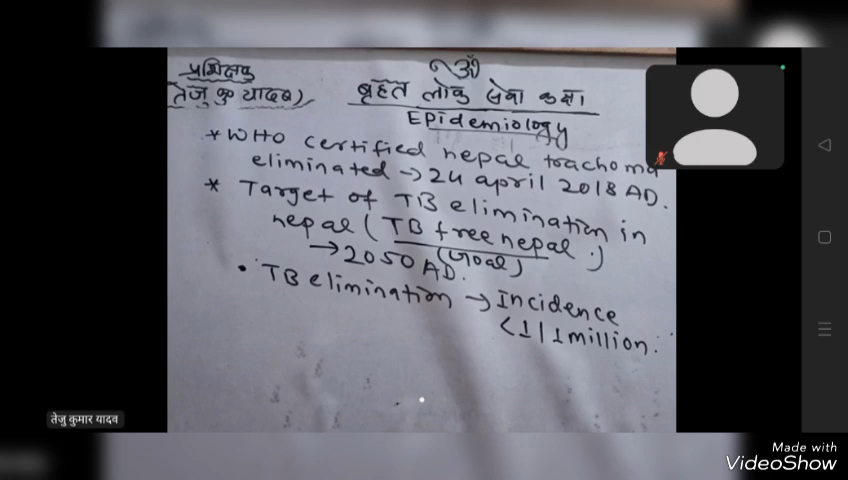 ॐ
प्रशिक्षक
तेजु कु यादव)
बृहत लोक सेवा कक्षा
Epidemiology
* WHO certified nepal trachoma
eliminated → 24 april 2018 AD.
* Target of TB elimination in
nepal (TB free nepal.)
(Goal)
→ 2050 AD.
• TB elimination → Incidence
<1/1million.
तेजु कुमार यादव
Made with
VideoShow